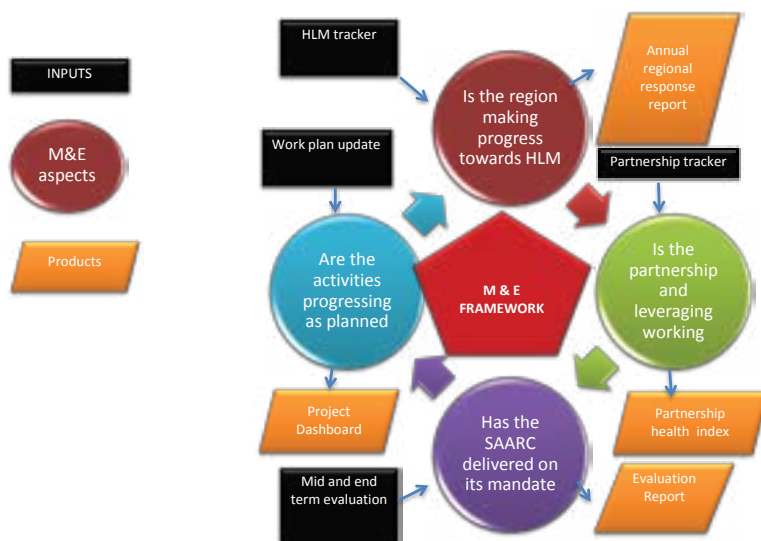 INPUTS
M&E
aspects
Products
HLM tracker
Is the region
making
progress
towards HLM
Annual
regional
response
report
Work plan update
Partnership tracker
Are the
activities
progressing
as planned
M & E
FRAMEWORK
Is the
partnership
and
leveraging
working
Project
Dashboard
Has the
SAARC
delivered on
its mandate
Partnership
health index
Mid and end
term evaluation
Evaluation
Report